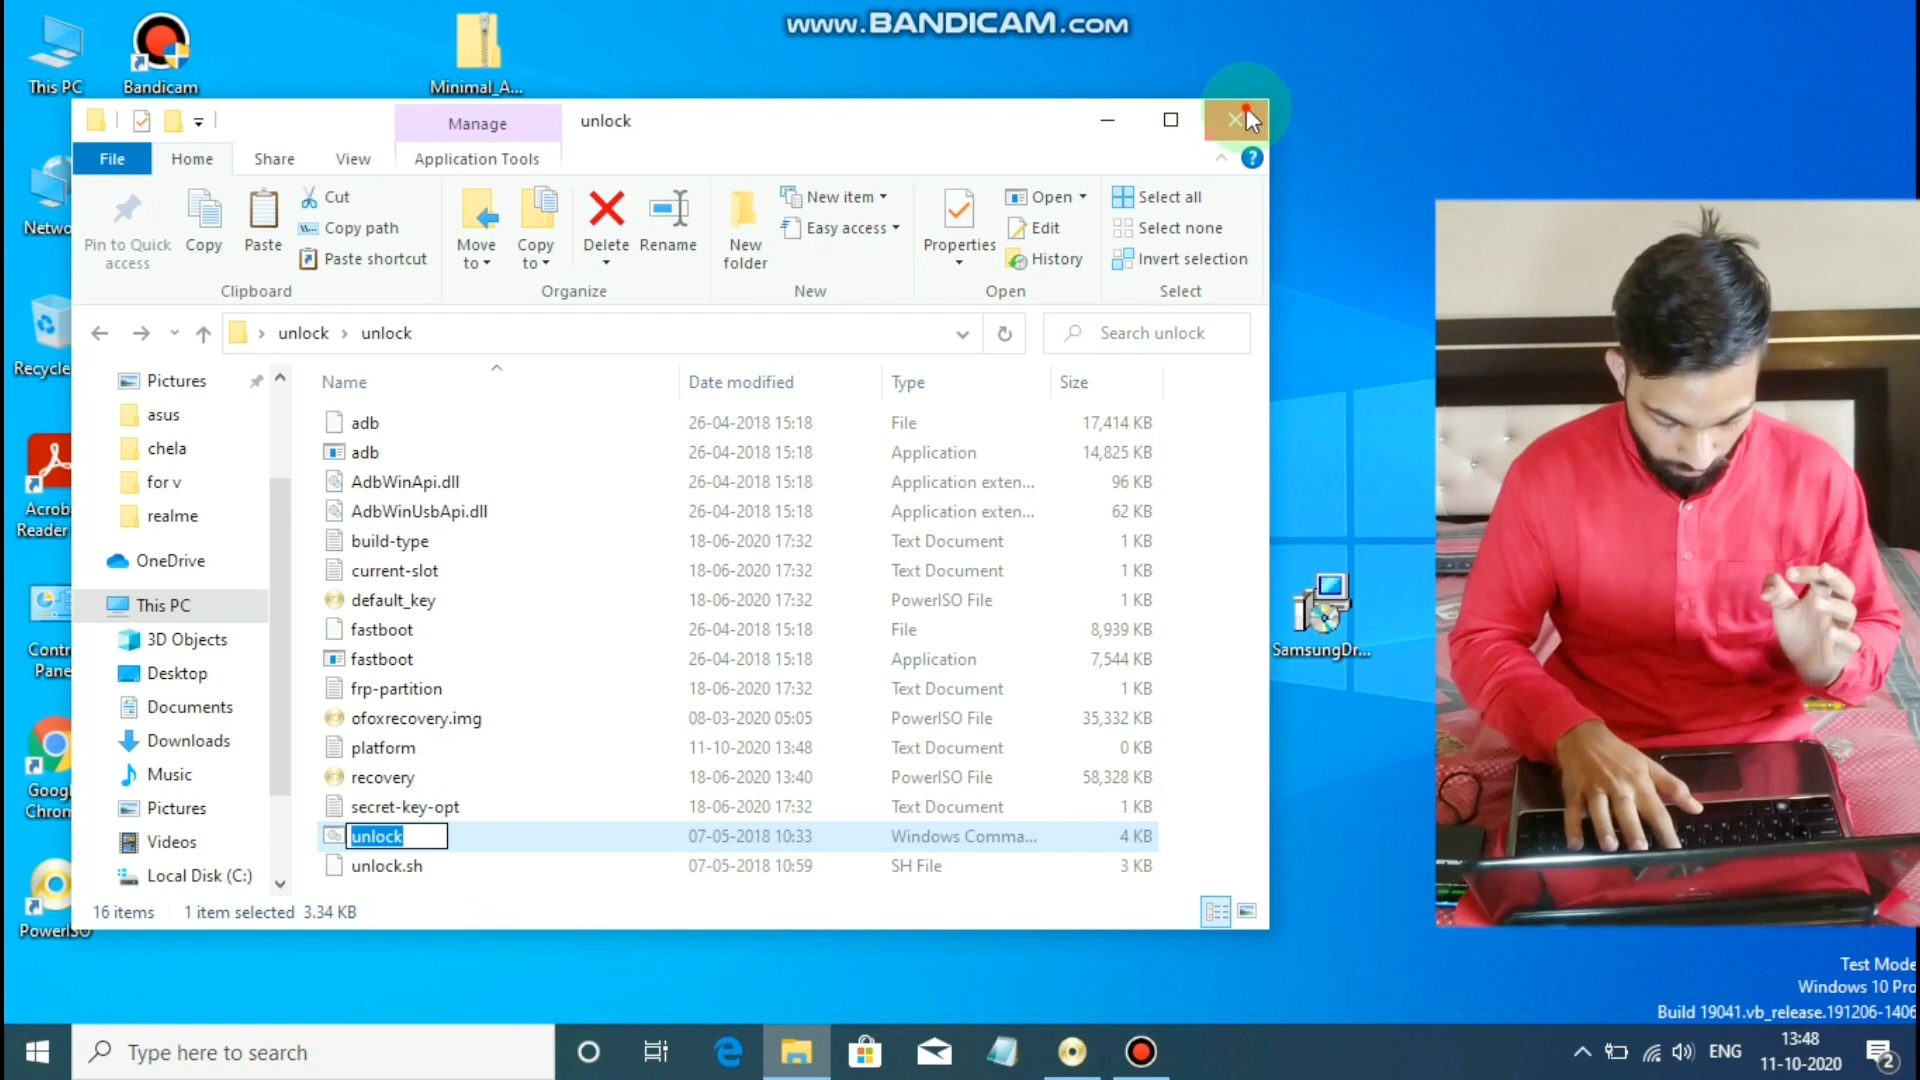 www.BANDICAM.com
This PC
Bandicam
Minimal_A...
Manage
unlock
File
Home
Share
View
Application Tools
Pin to Quick access
Copy
Paste
Cut
Copy path
Paste shortcut
Clipboard
Move to
Copy to
Delete
Rename
Organize
New folder
New item
Easy access
New
Properties
Open
Edit
History
Open
Select all
Select none
Invert selection
Select
unlock
unlock
Search unlock
Netwo
Recycle
Acrob
Reader
Contr
Pane
Goog
Chrom
PowerISO
Pictures
asus
chela
for v
realme
OneDrive
This PC
3D Objects
Desktop
Documents
Downloads
Music
Pictures
Videos
Local Disk (C:)
Name Date modified Type Size
adb 26-04-2018 15:18 File 17,414 KB
adb 26-04-2018 15:18 Application 14,825 KB
AdbWinApi.dll 26-04-2018 15:18 Application exten... 96 KB
AdbWinUsbApi.dll 26-04-2018 15:18 Application exten... 62 KB
build-type 18-06-2020 17:32 Text Document 1 KB
current-slot 18-06-2020 17:32 Text Document 1 KB
default_key 18-06-2020 17:32 PowerISO File 1 KB
fastboot 26-04-2018 15:18 File 8,939 KB
fastboot 26-04-2018 15:18 Application 7,544 KB
frp-partition 18-06-2020 17:32 Text Document 1 KB
ofoxrecovery.img 08-03-2020 05:05 PowerISO File 35,332 KB
platform 11-10-2020 13:48 Text Document 0 KB
recovery 18-06-2020 13:40 PowerISO File 58,328 KB
secret-key-opt 18-06-2020 17:32 Text Document 1 KB
unlock 07-05-2018 10:33 Windows Comma... 4 KB
unlock.sh 07-05-2018 10:59 SH File 3 KB
16 items 1 item selected 3.34 KB
SamsungDr...
Test Mode
Windows 10 Pro
Build 19041.vb_release.191206-1406
Type here to search
ENG
13:48
11-10-2020
2